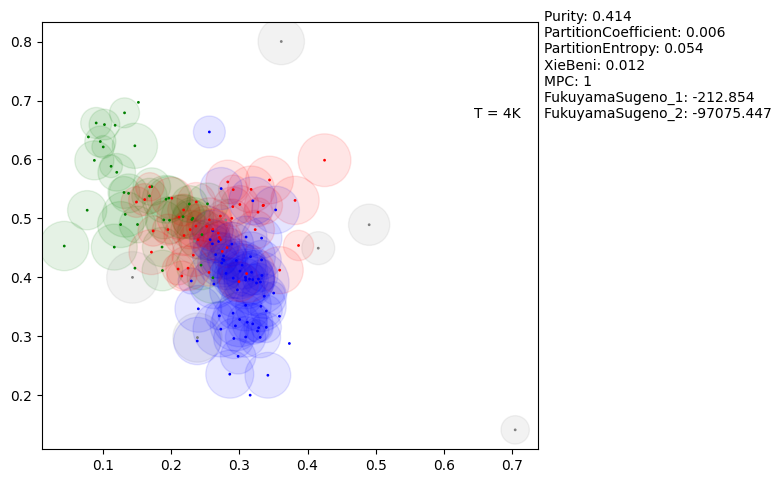 Purity: 0.414
PartitionCoefficient: 0.006
PartitionEntropy: 0.054
XieBeni: 0.012
MPC: 1
FukuyamaSugeno_1: -212.854
FukuyamaSugeno_2: -97075.447
T = 4K
0.8
0.7
0.6
0.5
0.4
0.3
0.2
0.1 0.2 0.3 0.4 0.5 0.6 0.7